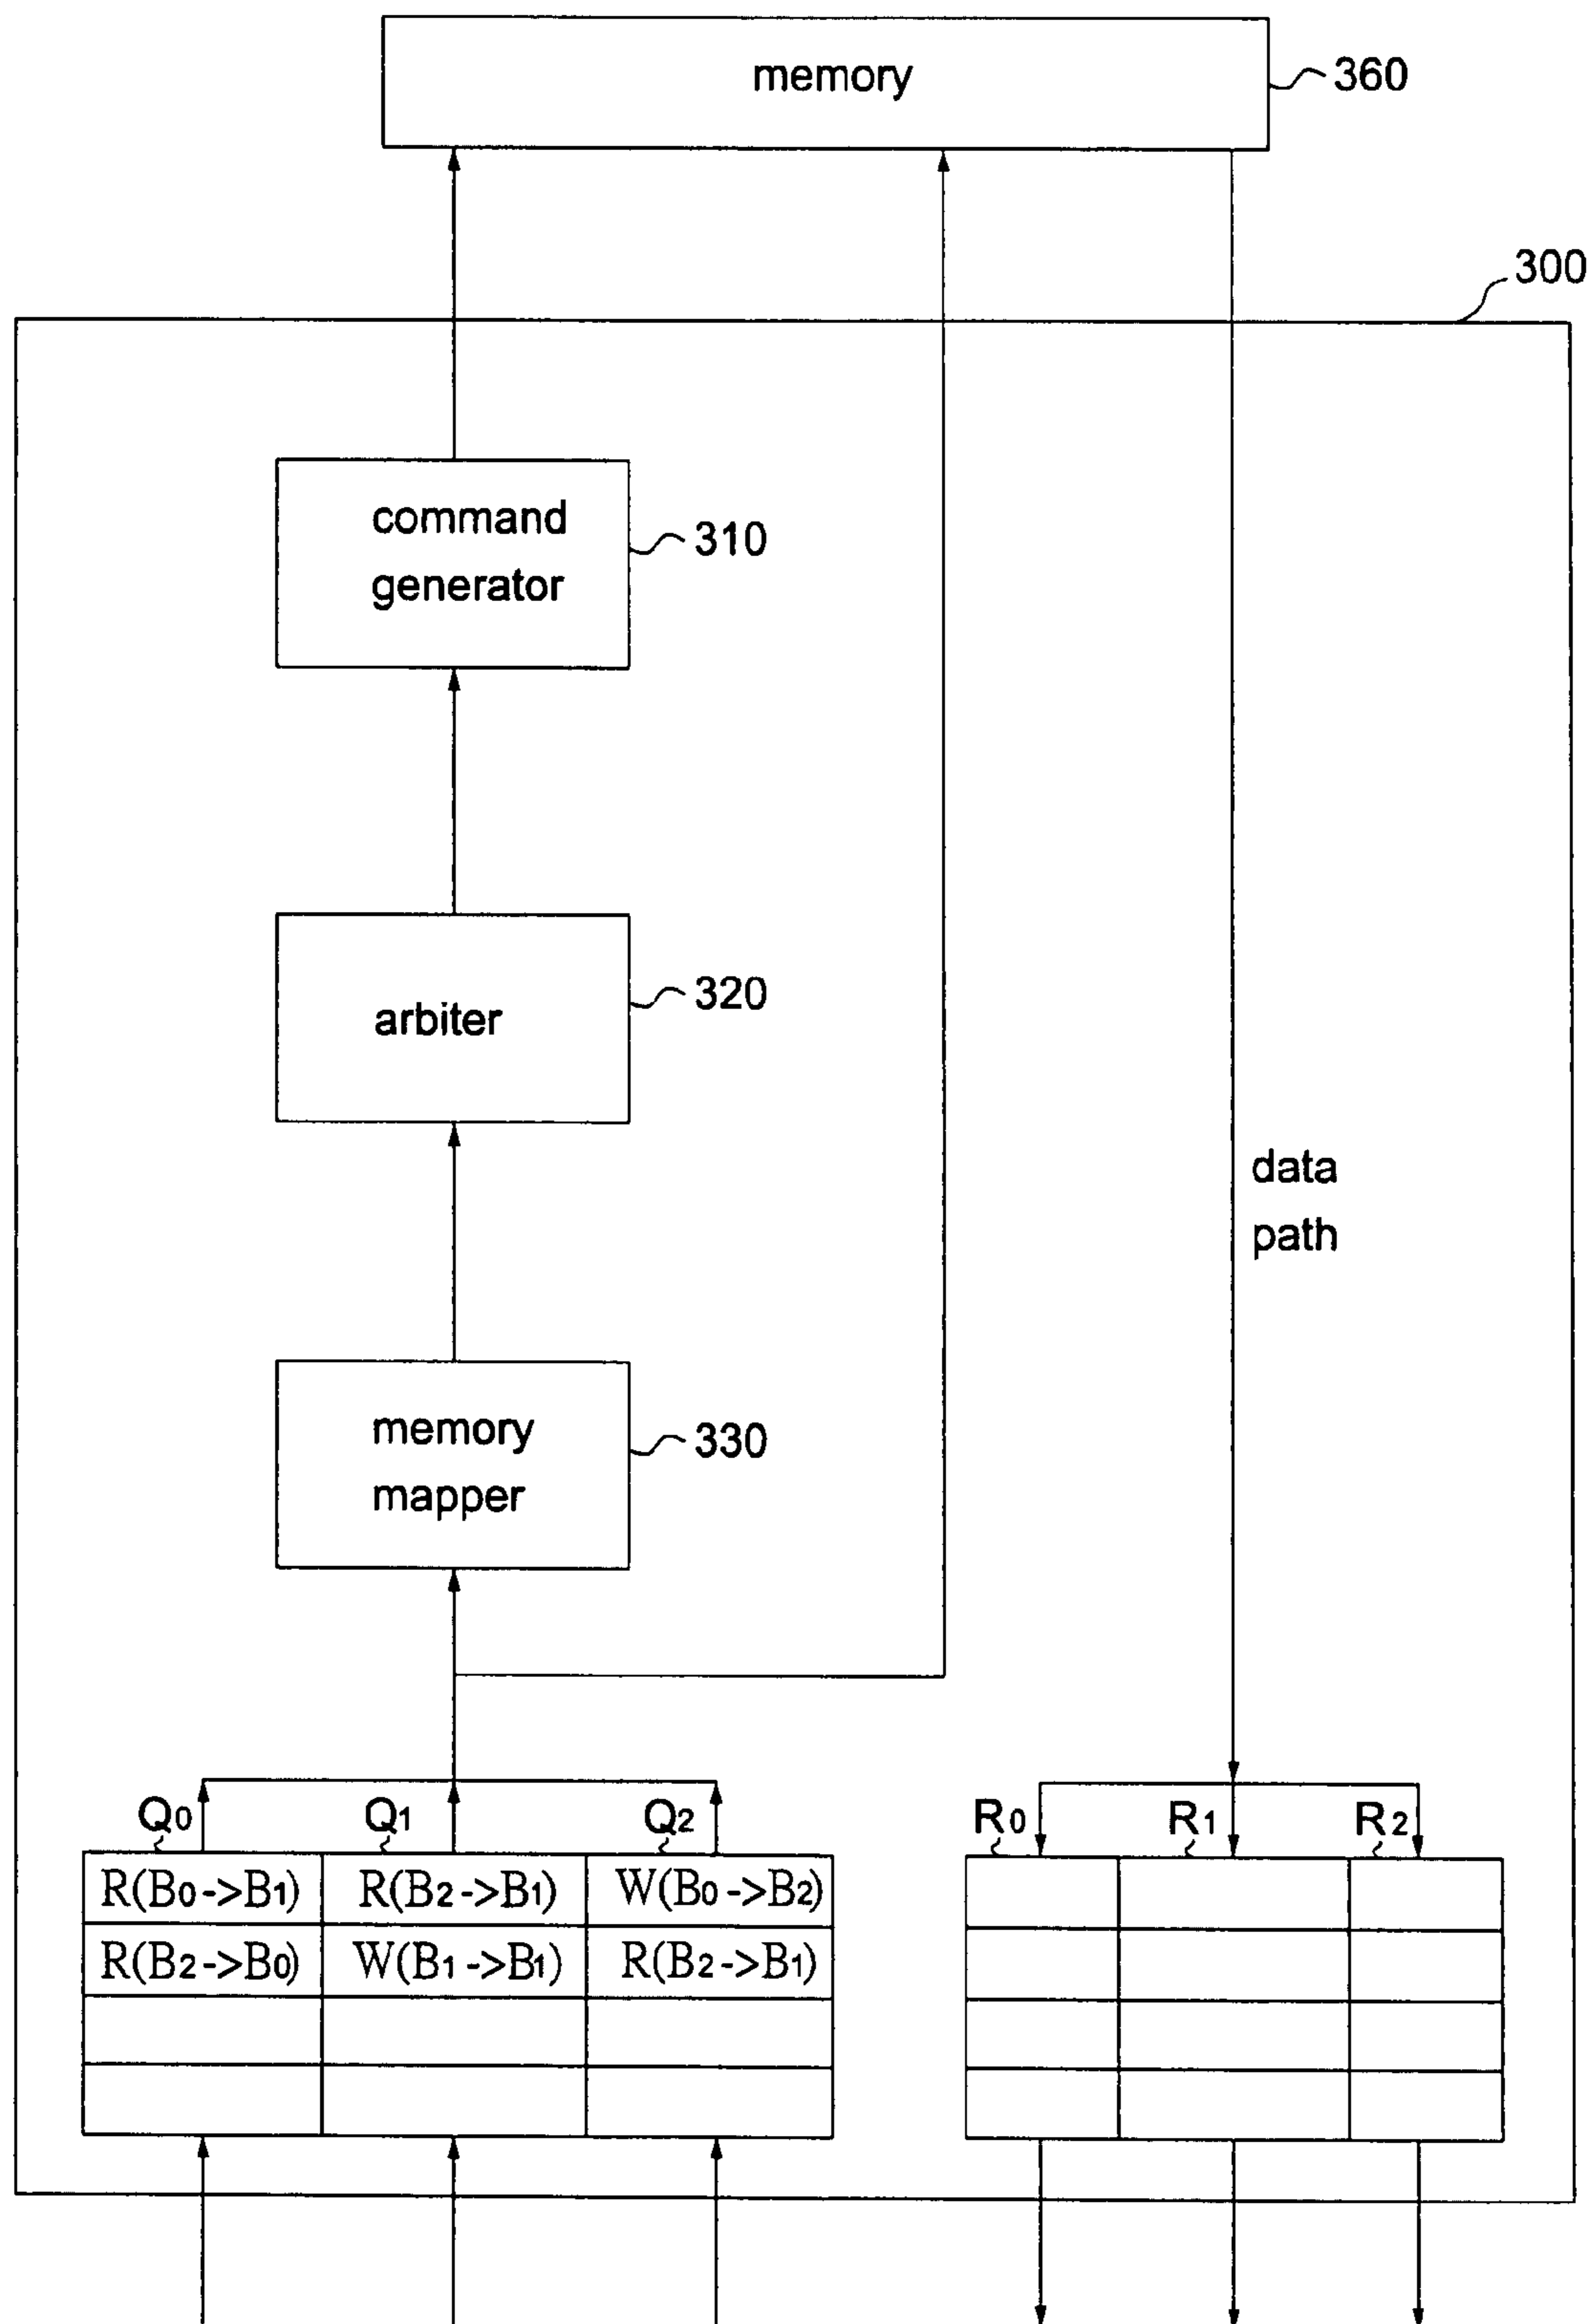 memory
360
300
command
generator
310
arbiter
320
data
path
memory
mapper
330
Q0 Q1 Q2 R0 R1 R2
R(B0->B1) R(B2->B1) W(B0->B2)
R(B2->B0) W(B1->B1) R(B2->B1)